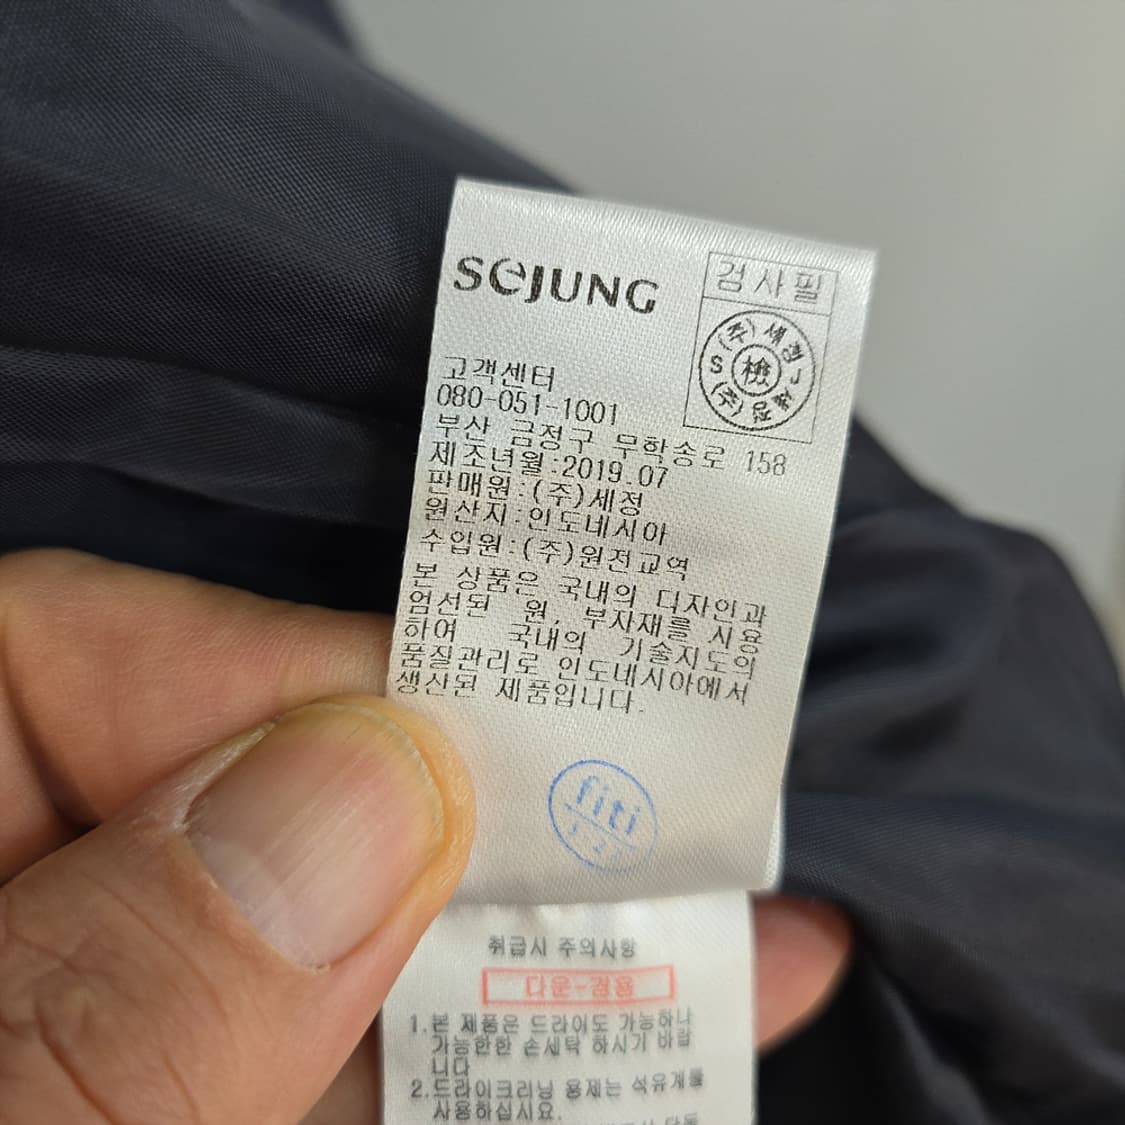 SEJUNG
검사필
(주)세정
檢
고객센터
080-051-1001
부산 금정구 무학송로 158
제조년월:2019.07
판매원:(주)세정
원산지:인도네시아
수입원:(주)원전교역
본 상품은 국내의 디자인과
엄선된 원, 부자재를 사용
하여 국내의 기술지도의
품질관리로 인도네시아에서
생산된 제품입니다.
fiti
취급시 주의사항
다운-경용
1.본 제품은 드라이도 가능하나
가능한한 손세탁 하시기 바랍
니다
2.드라이크리닝 용제는 석유계를
사용하십시요.